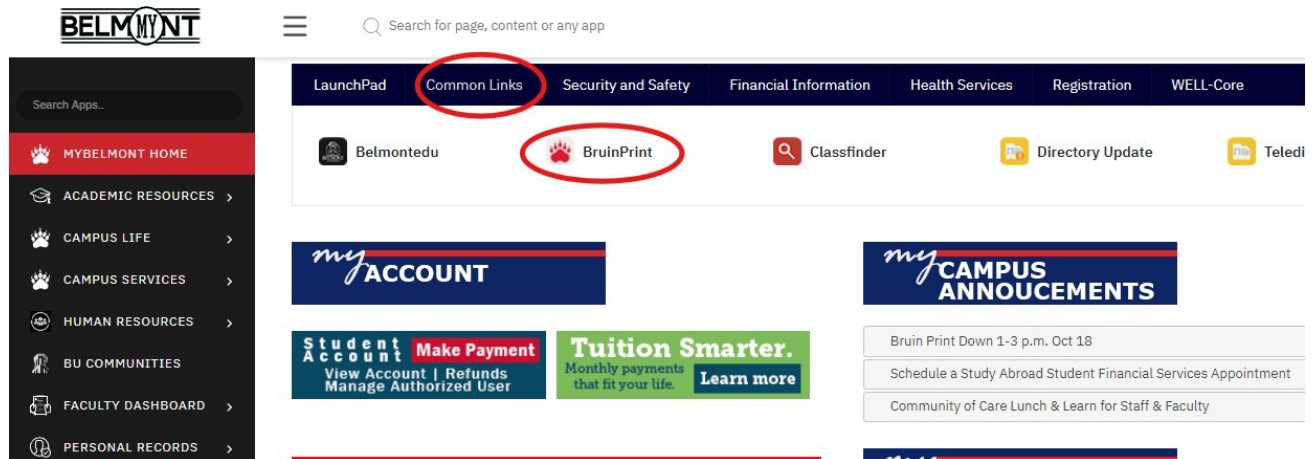 BELM(MY)NT
Search for page, content or any app
Search Apps..
MYBELMONT HOME
ACADEMIC RESOURCES
CAMPUS LIFE
CAMPUS SERVICES
HUMAN RESOURCES
BU COMMUNITIES
FACULTY DASHBOARD
PERSONAL RECORDS
LaunchPad Common Links Security and Safety Financial Information Health Services Registration WELL-Core
Belmontedu BruinPrint Classfinder Directory Update Teledi
my ACCOUNT
Student Account Make Payment
View Account | Refunds
Manage Authorized User
Tuition Smarter.
Monthly payments
that fit your life.
Learn more
my CAMPUS
ANNOUCEMENTS
Bruin Print Down 1-3 p.m. Oct 18
Schedule a Study Abroad Student Financial Services Appointment
Community of Care Lunch & Learn for Staff & Faculty